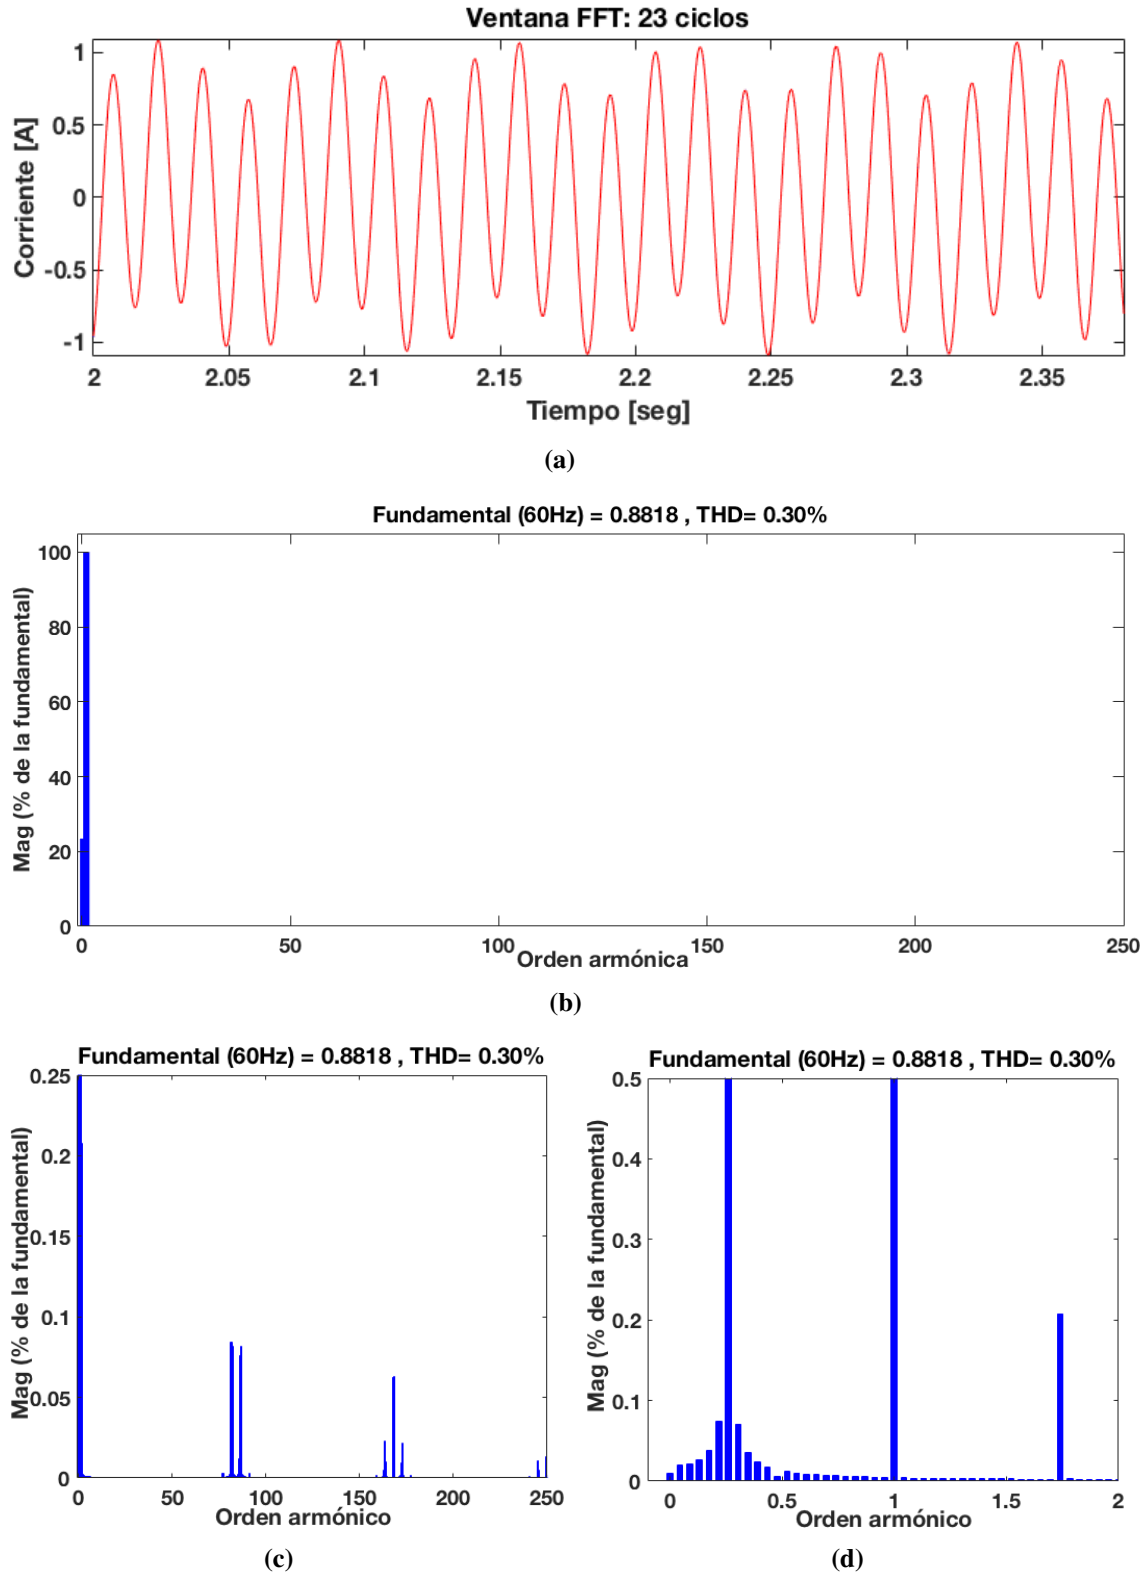 Ventana FFT: 23 ciclos
Corriente [A]
1
0.5
0
-0.5
-1
2 2.05 2.1 2.15 2.2 2.25 2.3 2.35
Tiempo [seg]
(a)
Fundamental (60Hz) = 0.8818 , THD= 0.30%
Mag (% de la fundamental)
100
80
60
40
20
0
0 50 100 150 200 250
Orden armónica
(b)
Fundamental (60Hz) = 0.8818 , THD= 0.30%
Mag (% de la fundamental)
0.25
0.2
0.15
0.1
0.05
0
0 50 100 150 200 250
Orden armónico
(c)
Fundamental (60Hz) = 0.8818 , THD= 0.30%
Mag (% de la fundamental)
0.5
0.4
0.3
0.2
0.1
0
0 0.5 1 1.5 2
Orden armónico
(d)